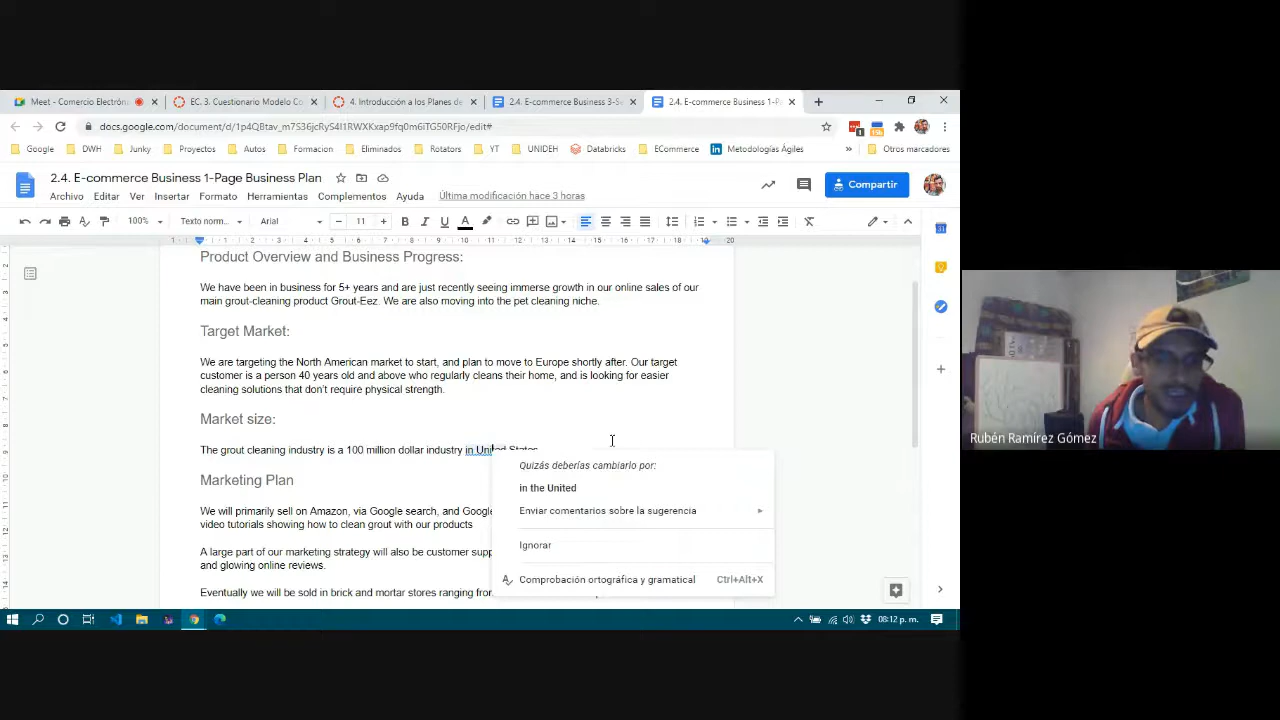 Meet - Comercio Electróni
EC. 3. Cuestionario Modelo Co
4. Introducción a los Planes de
2.4. E-commerce Business 3-Se
2.4. E-commerce Business 1-Pa
docs.google.com/document/d/1p4QBtav_m7S36jcRyS4I1RWXKxap9fq0m6iTG50RFjo/edit#
Google
DWH
Junky
Proyectos
Autos
Formacion
Eliminados
Rotators
YT
UNIDEH
Databricks
ECommerce
Metodologías Ágiles
»
Otros marcadores
2.4. E-commerce Business 1-Page Business Plan
Archivo Editar Ver Insertar Formato Herramientas Complementos Ayuda Última modificación hace 3 horas
Compartir
100% Texto norm... Arial 11
Product Overview and Business Progress:
We have been in business for 5+ years and are just recently seeing immerse growth in our online sales of our
main grout-cleaning product Grout-Eez. We are also moving into the pet cleaning niche.
Target Market:
We are targeting the North American market to start, and plan to move to Europe shortly after. Our target
customer is a person 40 years old and above who regularly cleans their home, and is looking for easier
cleaning solutions that don't require physical strength.
Market size:
The grout cleaning industry is a 100 million dollar industry in United States
Quizás deberías cambiarlo por:
in the United
Enviar comentarios sobre la sugerencia
Ignorar
Comprobación ortográfica y gramatical Ctrl+Alt+X
Marketing Plan
We will primarily sell on Amazon, via Google search, and Google
video tutorials showing how to clean grout with our products
A large part of our marketing strategy will also be customer supp
and glowing online reviews.
Eventually we will be sold in brick and mortar stores ranging from
08:12 p. m.
Rubén Ramírez Gómez